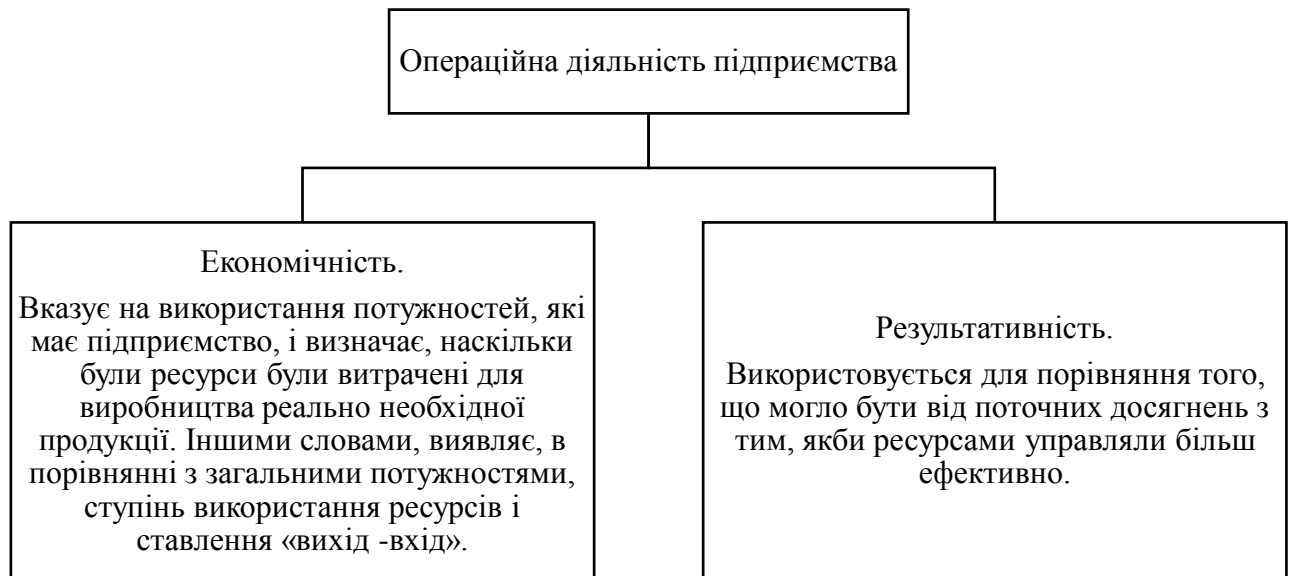 Операційна діяльність підприємства
Економічність.
Вказує на використання потужностей, які
має підприємство, і визначає, наскільки
були ресурси були витрачені для
виробництва реально необхідної
продукції. Іншими словами, виявляє, в
порівнянні з загальними потужностями,
ступінь використання ресурсів і
ставлення «вихід -вхід».
Результативність.
Використовується для порівняння того,
що могло бути від поточних досягнень з
тим, якби ресурсами управляли більш
ефективно.